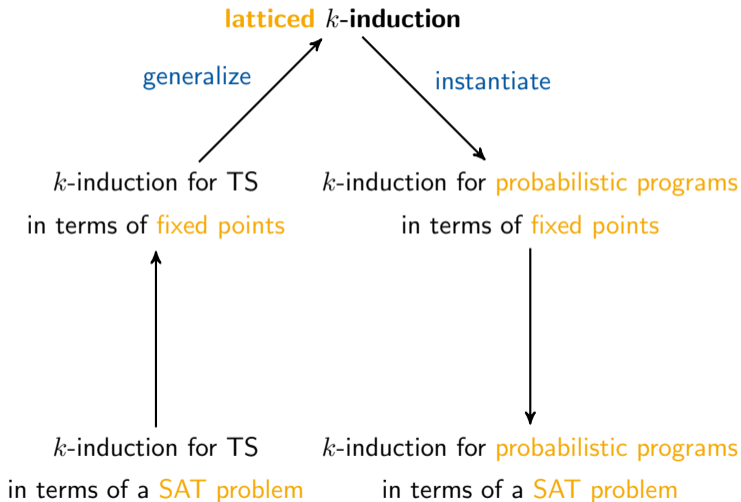 latticed k-induction
generalize
instantiate
k-induction for TS
in terms of fixed points
k-induction for probabilistic programs
in terms of fixed points
k-induction for TS
in terms of a SAT problem
k-induction for probabilistic programs
in terms of a SAT problem